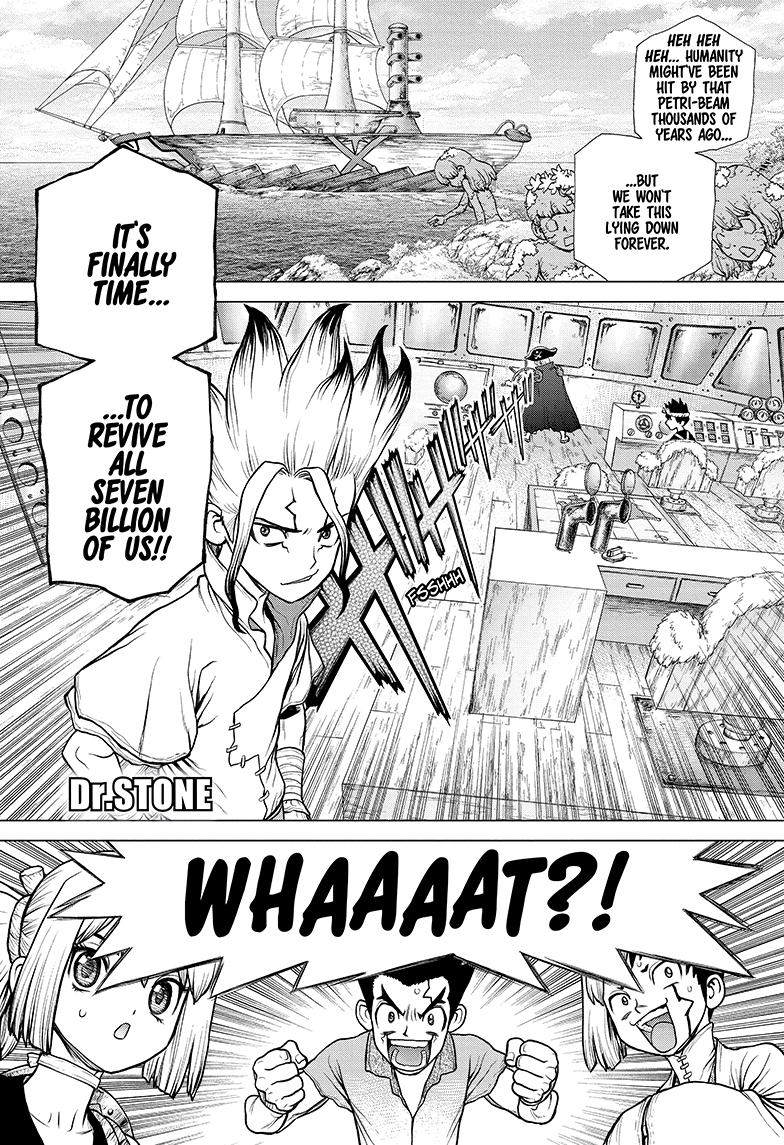 HEH HEH
HEH... HUMANITY
MIGHT'VE BEEN
HIT BY THAT
PETRI-BEAM
THOUSANDS OF
YEARS AGO...
...BUT
WE WON'T
TAKE THIS
LYING DOWN
FOREVER.
IT'S
FINALLY
TIME...
...TO
REVIVE
ALL
SEVEN
BILLION
OF US!!
FSSHHH
Dr.STONE
WHAAAAT?!